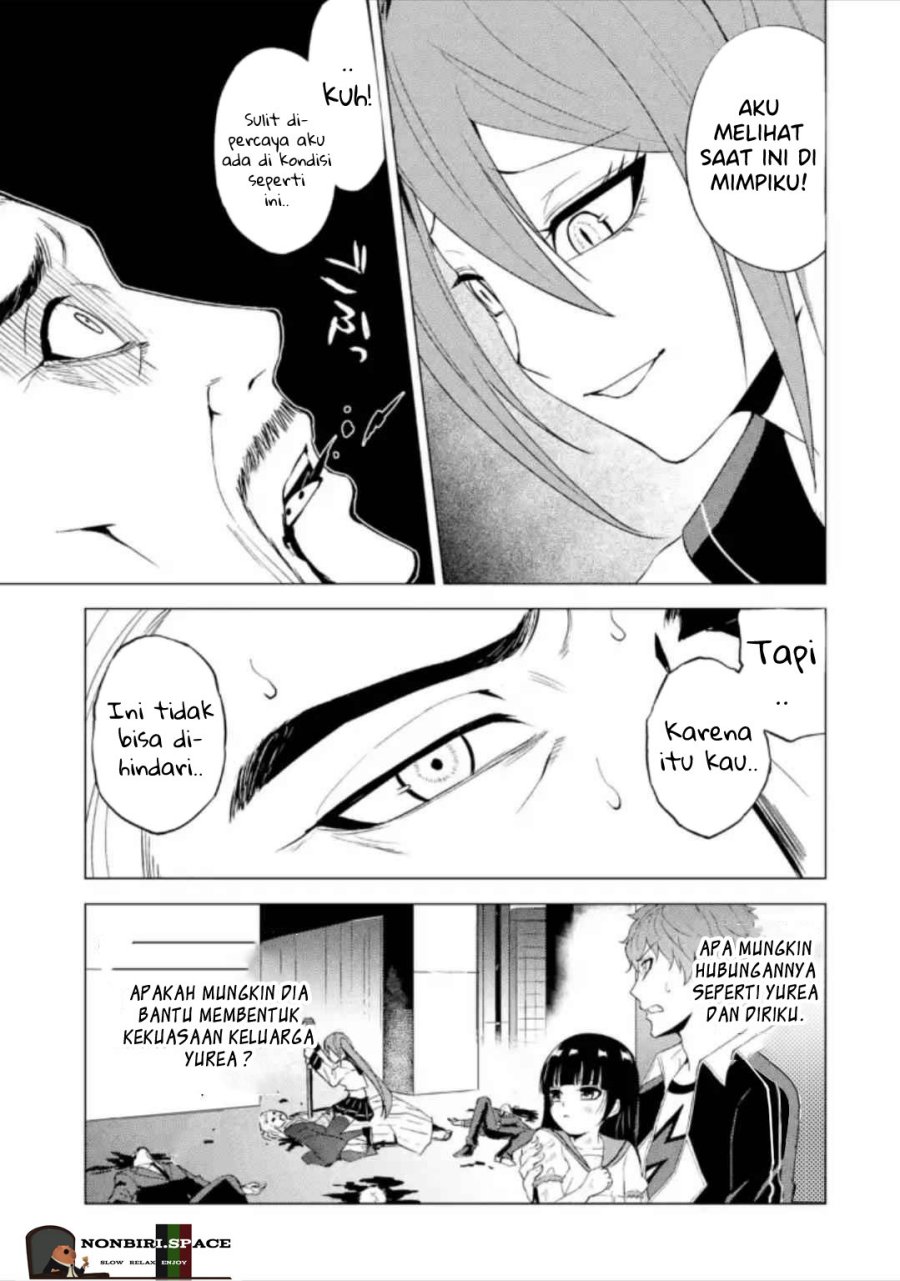 AKU
MELIHAT
SAAT INI DI
MIMPIKU!
..
Kuh!
Sulit di-
percaya aku
ada di kondisi
seperti
ini..
Tapi
..
Karena
itu kau..
Ini tidak
bisa di-
hindari..
APA MUNGKIN
HUBUNGANNYA
SEPERTI YUREA
DAN DIRIKU.
APAKAH MUNGKIN DIA
BANTU MEMBENTUK
KEKUASAAN KELUARGA
YUREA ?
NONBIRI.SPACE
SLOW RELAX ENJOY